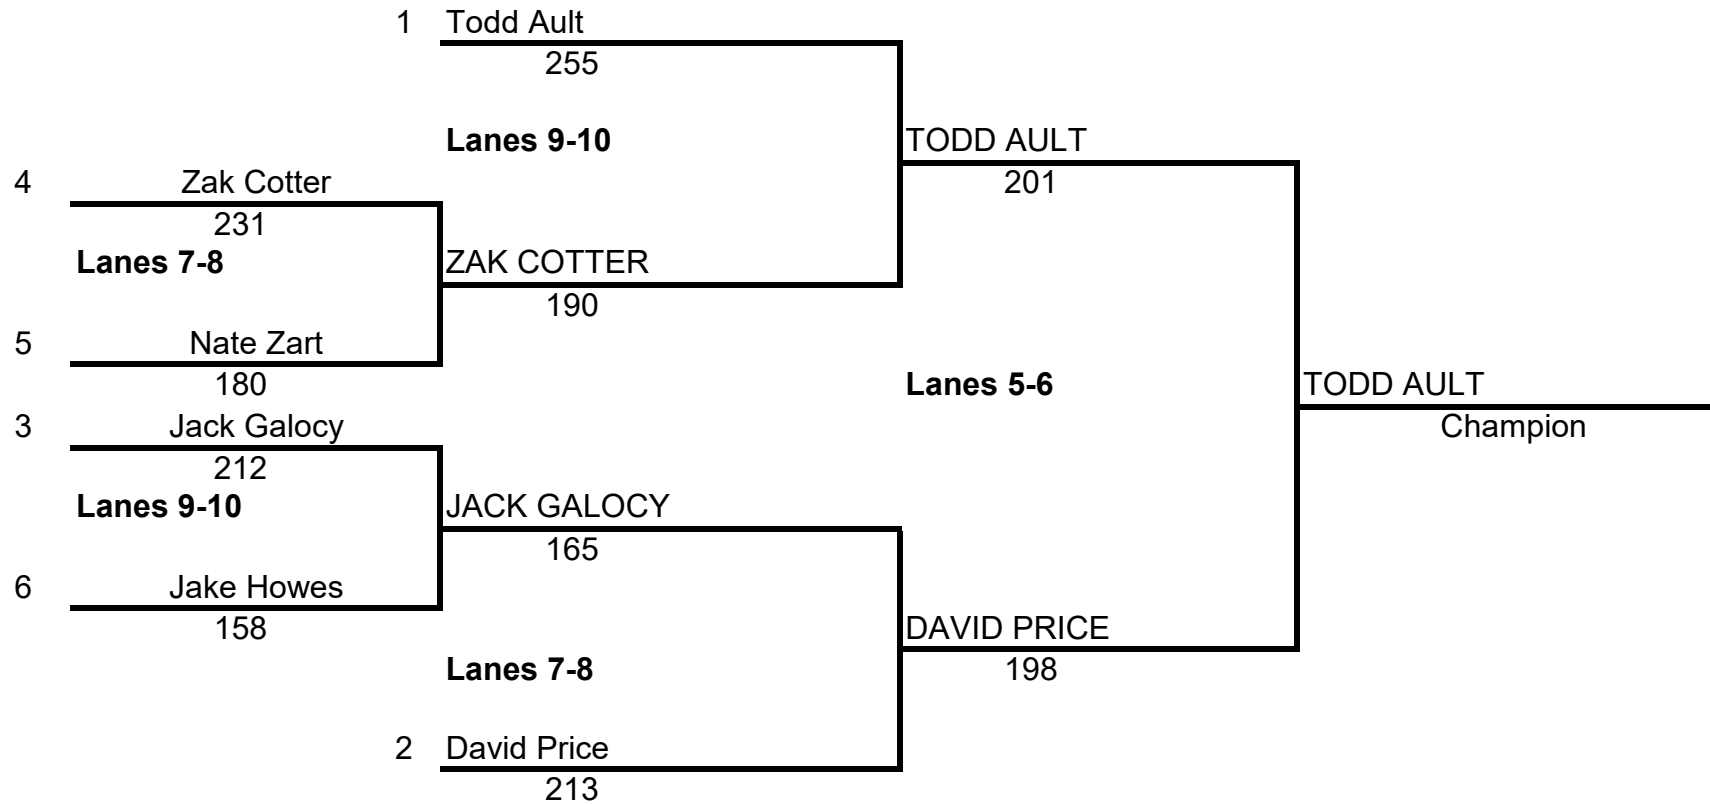 1 Todd Ault
255
Lanes 9-10
TODD AULT
201
4 Zak Cotter
231
Lanes 7-8
ZAK COTTER
190
5 Nate Zart
180
Lanes 5-6
TODD AULT
Champion
3 Jack Galocy
212
Lanes 9-10
JACK GALOCY
165
6 Jake Howes
158
DAVID PRICE
198
Lanes 7-8
2 David Price
213